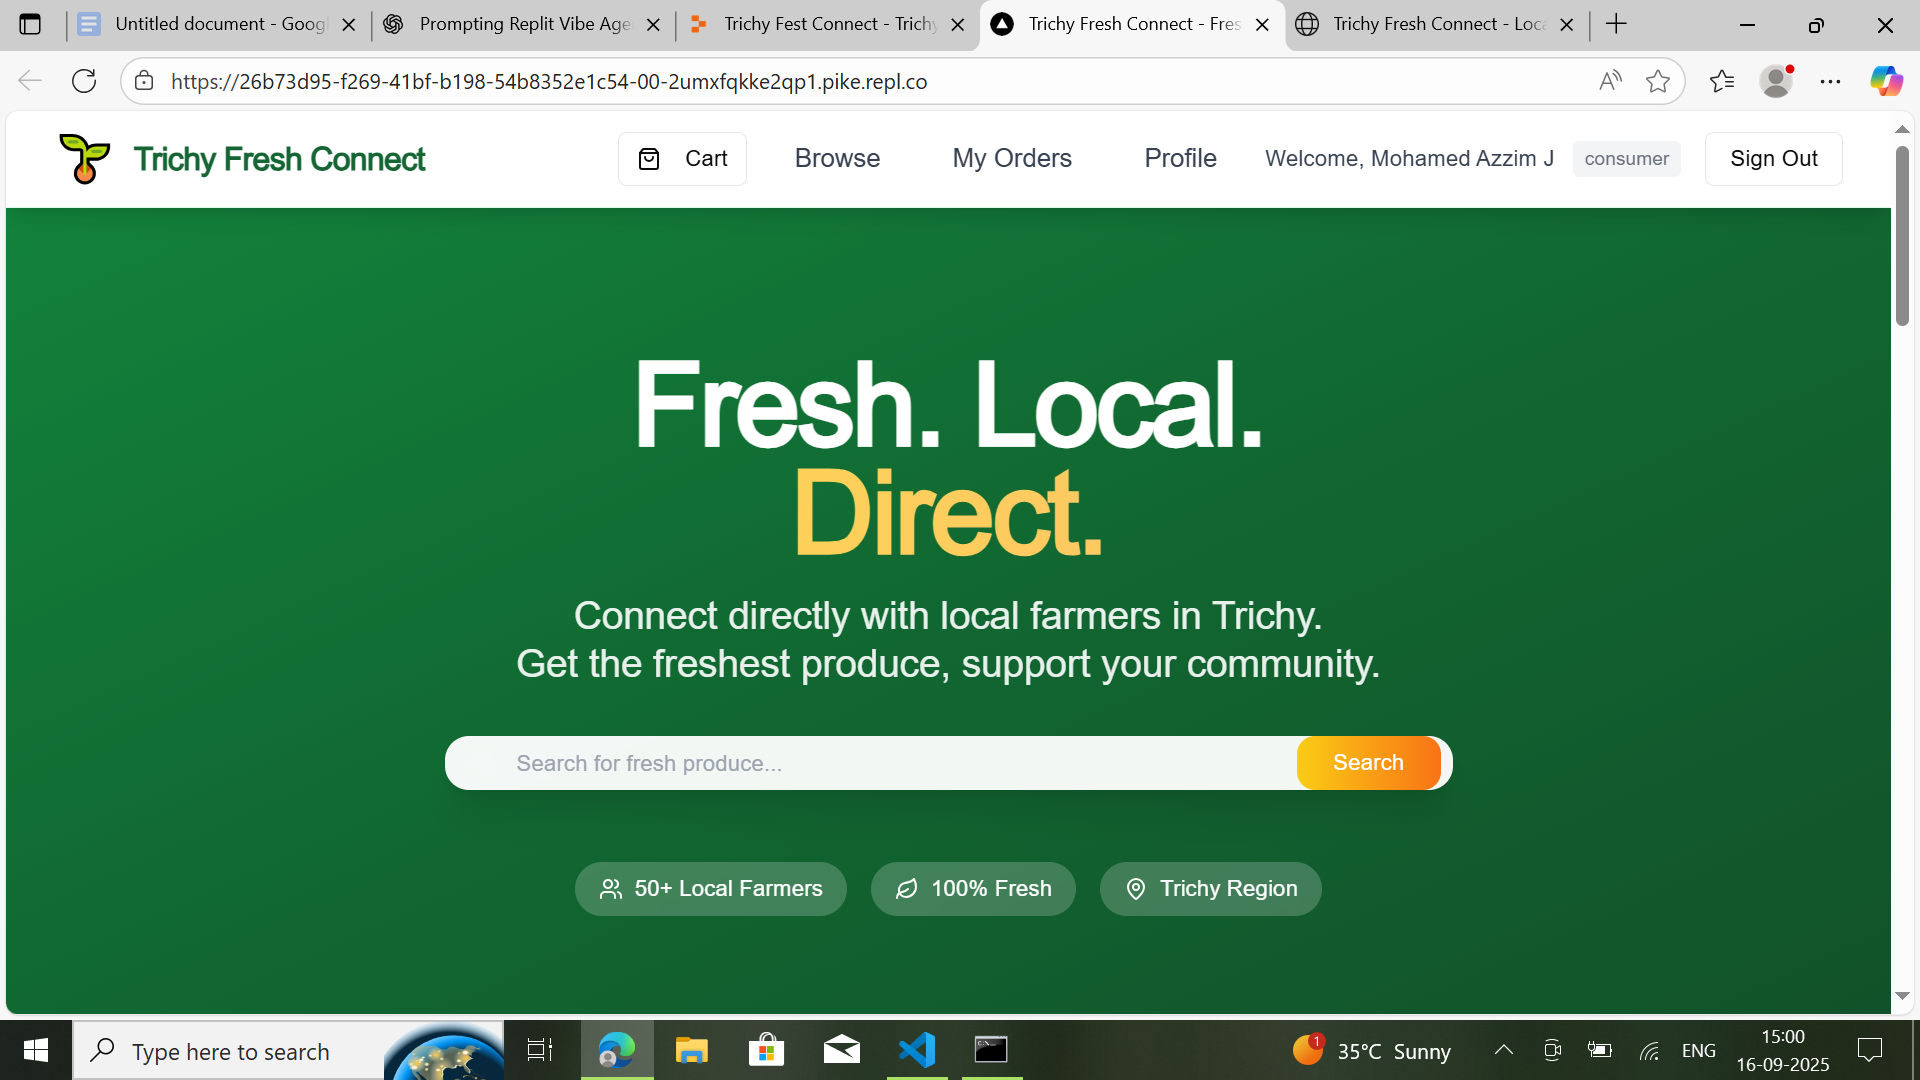 Untitled document - Googl
Prompting Replit Vibe Age
Trichy Fest Connect - Trichy
Trichy Fresh Connect - Fres
Trichy Fresh Connect - Loca
https://26b73d95-f269-41bf-b198-54b8352e1c54-00-2umxfqkke2qp1.pike.repl.co
Trichy Fresh Connect
Cart
Browse
My Orders
Profile
Welcome, Mohamed Azzim J
consumer
Sign Out
Fresh. Local.
Direct.
Connect directly with local farmers in Trichy.
Get the freshest produce, support your community.
Search for fresh produce...
Search
50+ Local Farmers
100% Fresh
Trichy Region
Type here to search
1
35°C Sunny
ENG
15:00
16-09-2025